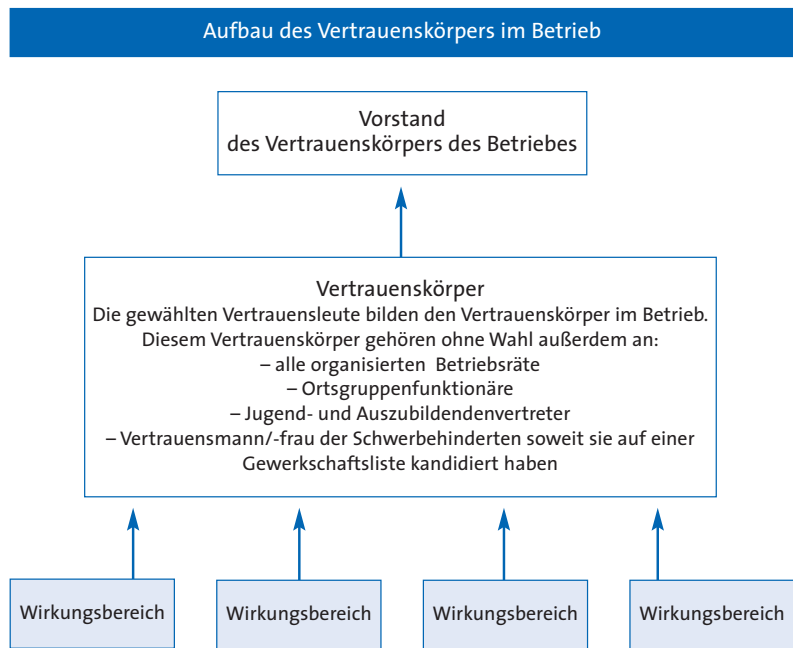 Aufbau des Vertrauenskörpers im Betrieb
Vorstand
des Vertrauenskörpers des Betriebes
Vertrauenskörper
Die gewählten Vertrauensleute bilden den Vertrauenskörper im Betrieb.
Diesem Vertrauenskörper gehören ohne Wahl außerdem an:
– alle organisierten Betriebsräte
– Ortsgruppenfunktionäre
– Jugend- und Auszubildendenvertreter
– Vertrauensmann/-frau der Schwerbehinderten soweit sie auf einer
Gewerkschaftsliste kandidiert haben
Wirkungsbereich
Wirkungsbereich
Wirkungsbereich
Wirkungsbereich